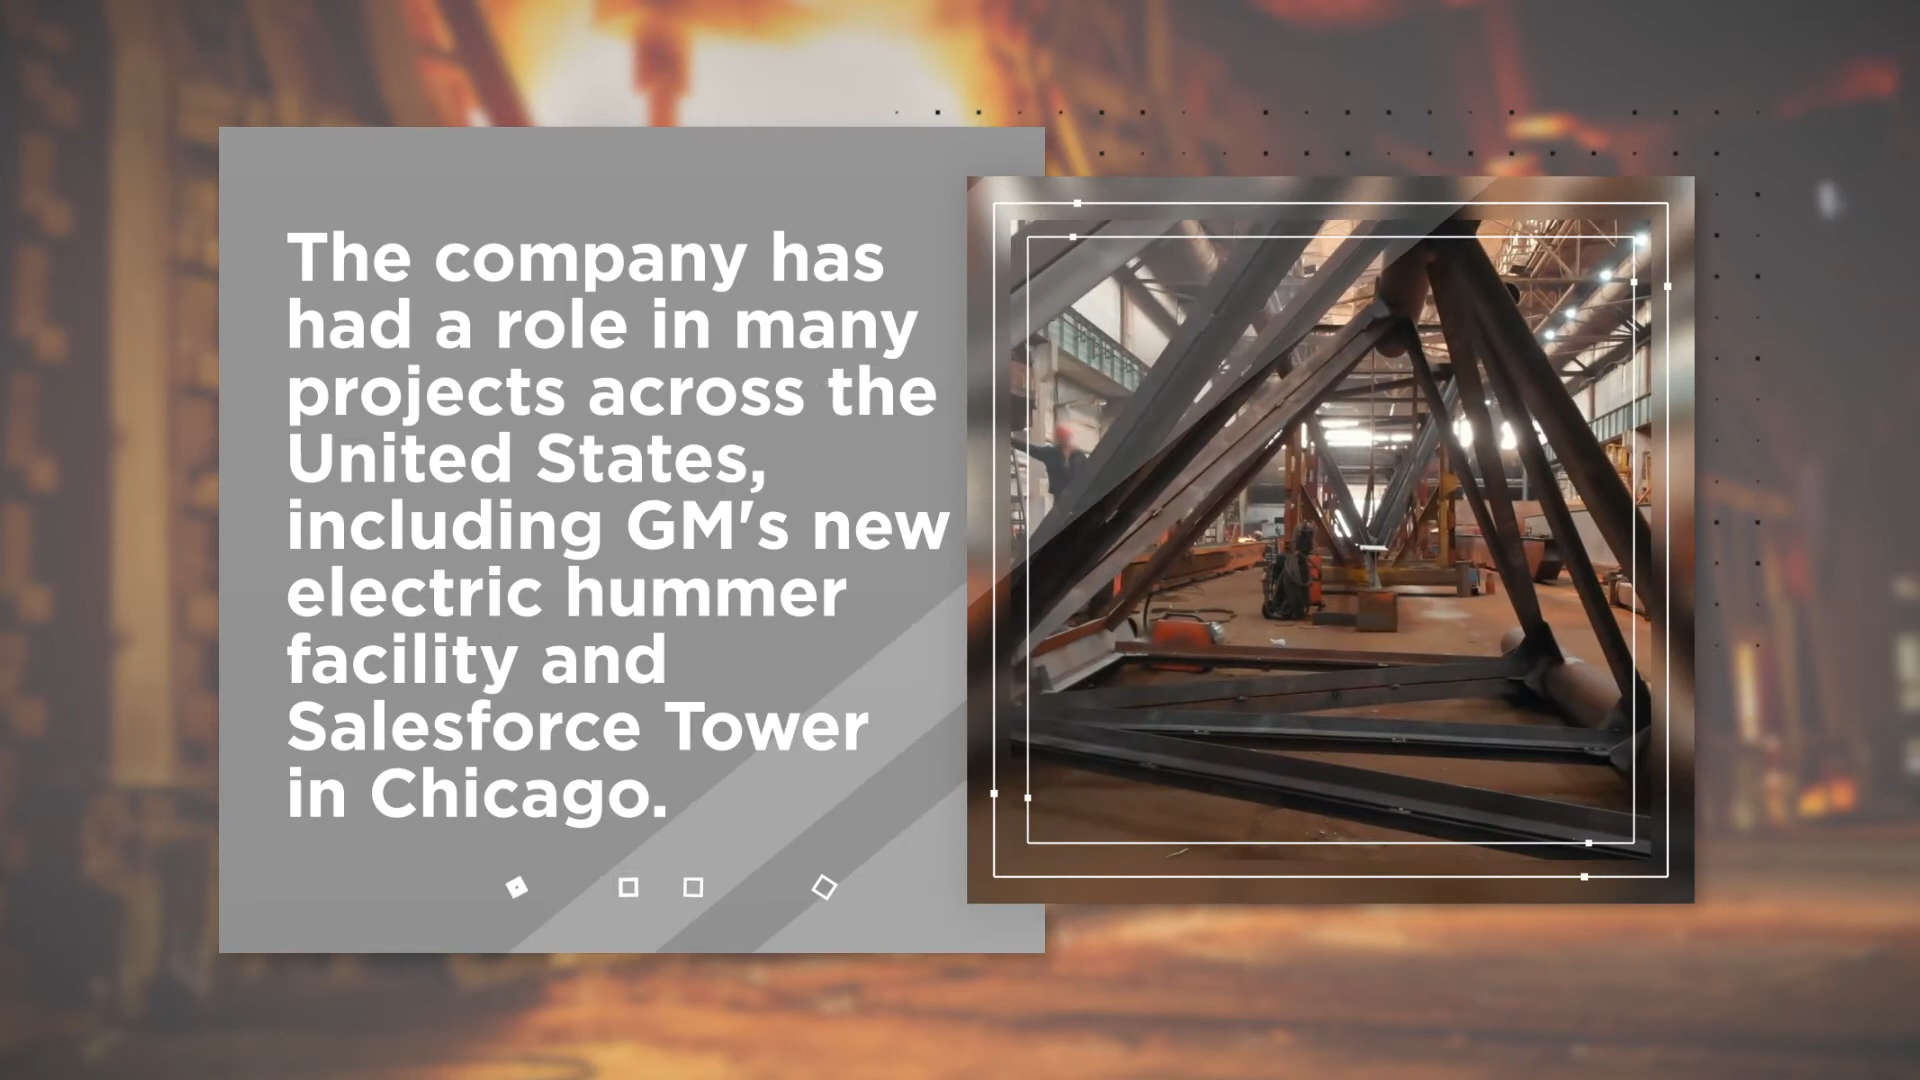 The company has
had a role in many
projects across the
United States,
including GM's new
electric hummer
facility and
Salesforce Tower
in Chicago.